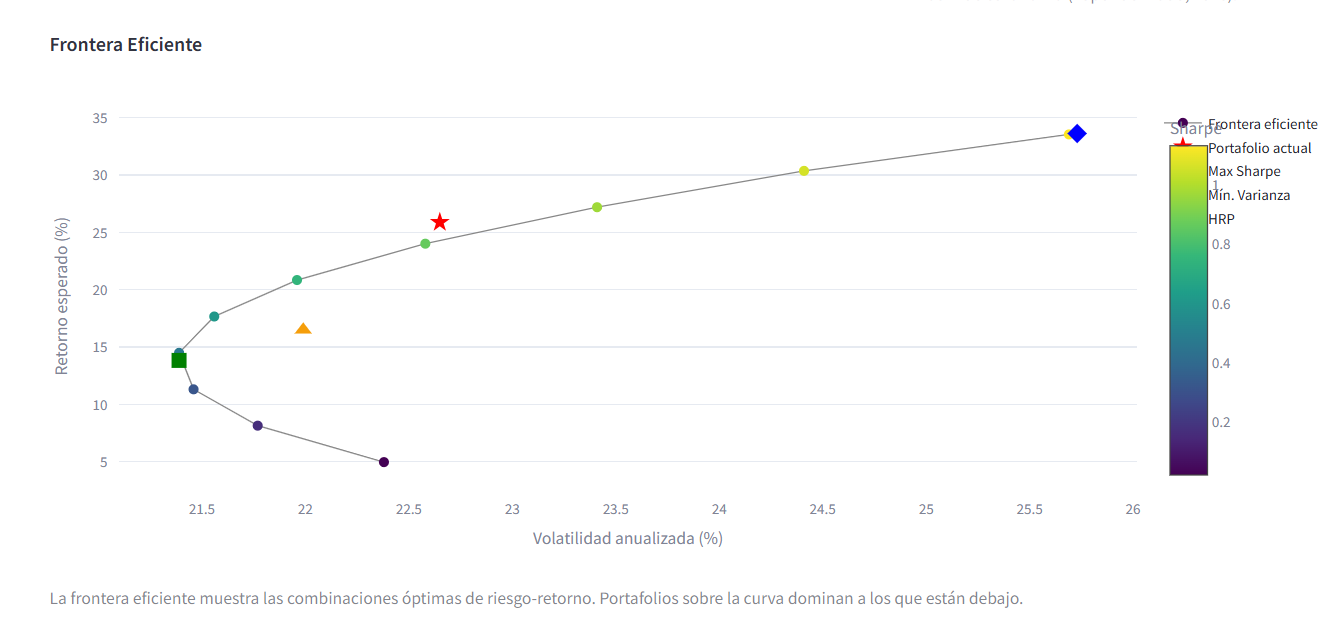 Frontera Eficiente
35
30
25
20
15
10
5
Retorno esperado (%)
21.5
22
22.5
23
23.5
24
24.5
25
25.5
26
Volatilidad anualizada (%)
Sharpe
Frontera eficiente
Portafolio actual
Max Sharpe
1
Mín. Varianza
HRP
0.8
0.6
0.4
0.2
La frontera eficiente muestra las combinaciones óptimas de riesgo-retorno. Portafolios sobre la curva dominan a los que están debajo.